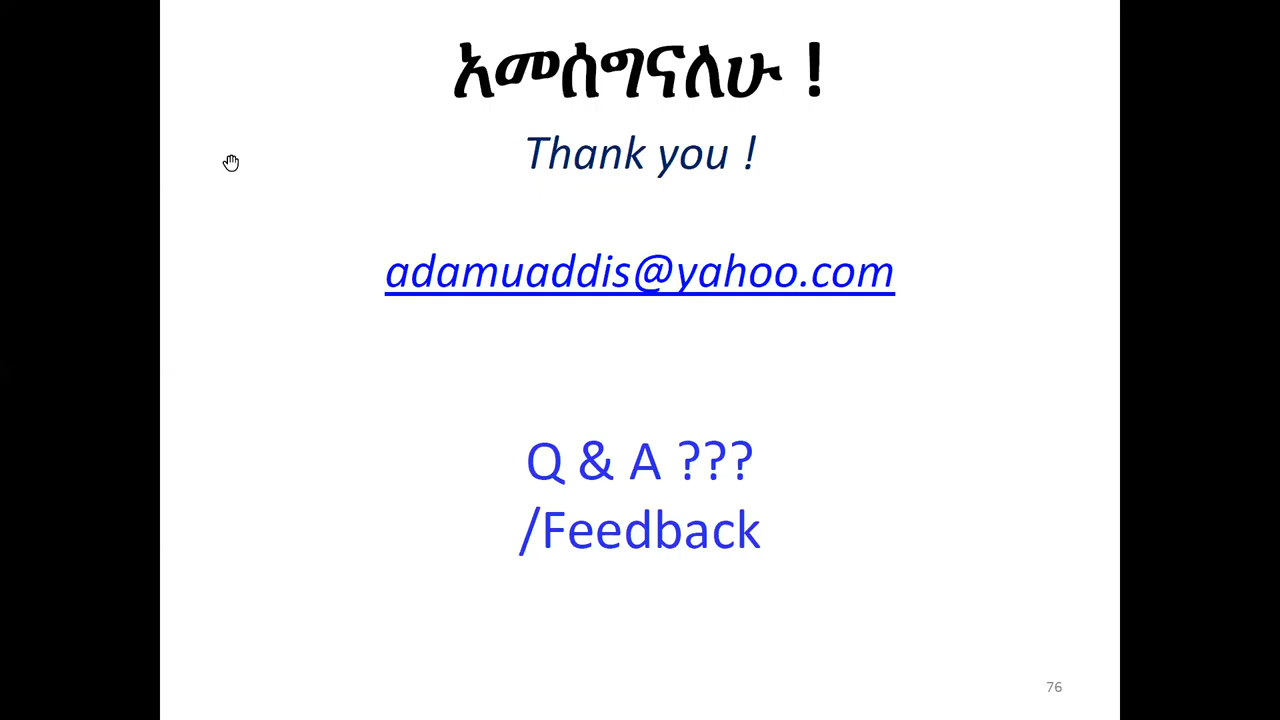 አመሰግናለሁ !
Thank you !
adamuaddis@yahoo.com
Q & A ???
/Feedback
76